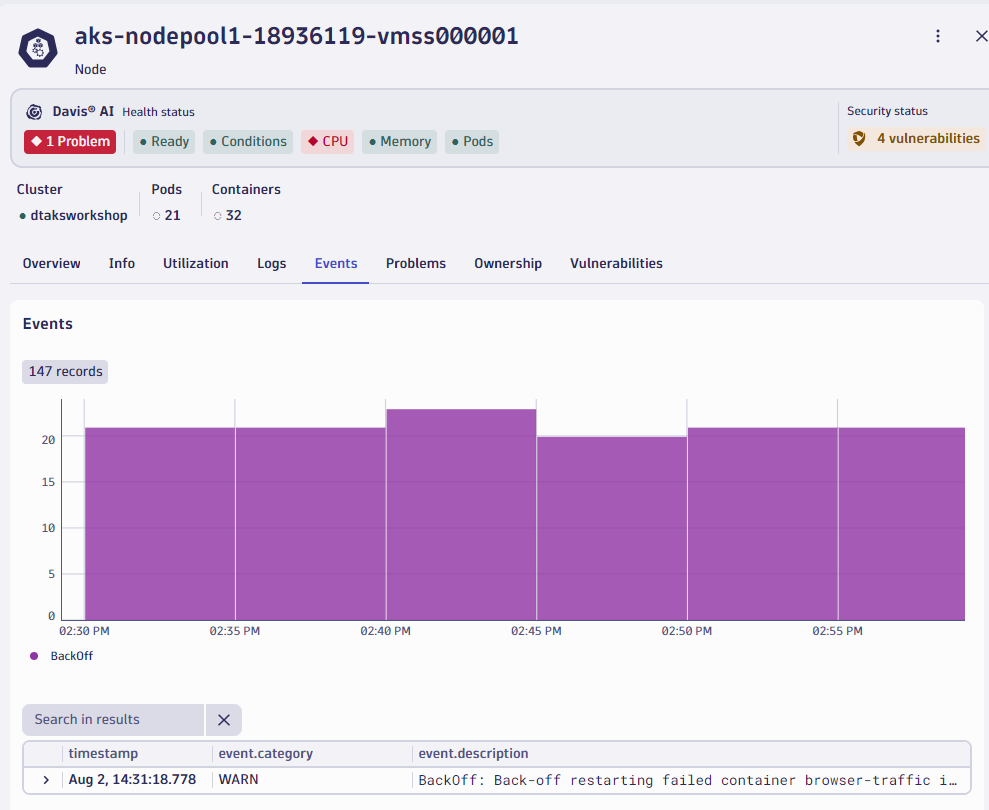 aks-nodepool1-18936119-vmss000001
Node
Davis® AI Health status
Security status
1 Problem Ready Conditions CPU Memory Pods
4 vulnerabilities
Cluster Pods Containers
dtaksworkshop 21 32
Overview Info Utilization Logs Events Problems Ownership Vulnerabilities
Events
147 records
20
15
10
5
0
02:30 PM 02:35 PM 02:40 PM 02:45 PM 02:50 PM 02:55 PM
BackOff
Search in results
timestamp event.category event.description
Aug 2, 14:31:18.778 WARN BackOff: Back-off restarting failed container browser-traffic i…